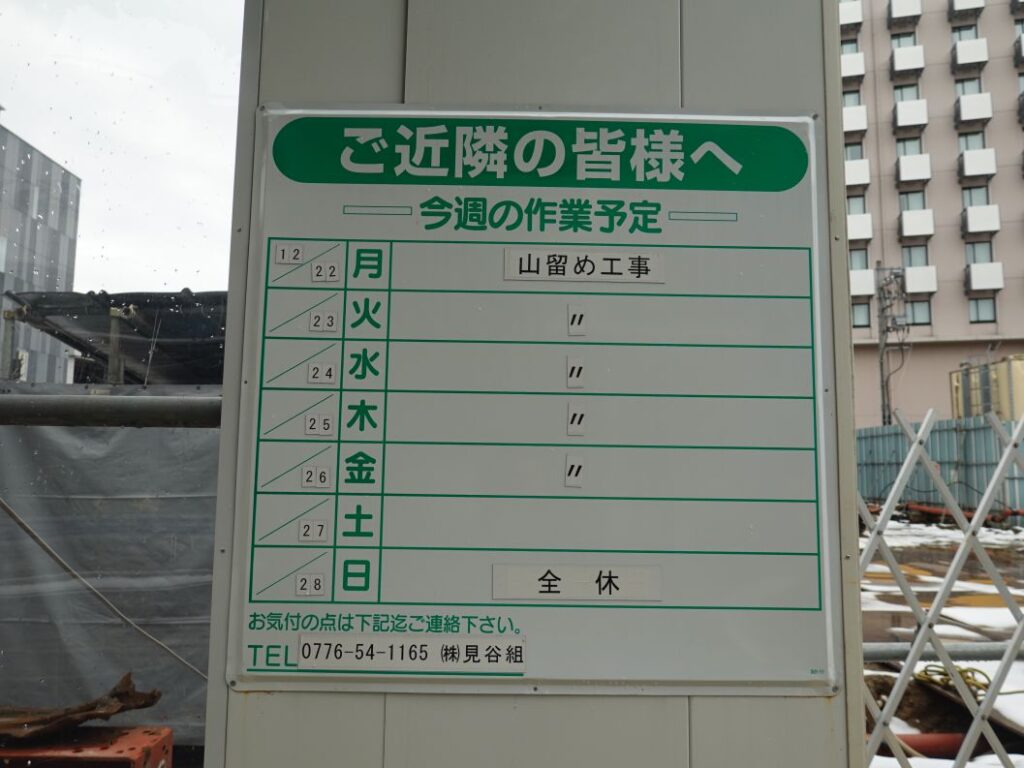 ご近隣の皆様へ
今週の作業予定
12/22 月 山留め工事
/23 火 〃
/24 水 〃
/25 木 〃
/26 金 〃
/27 土
/28 日 全 休
お気付の点は下記迄ご連絡下さい。
TEL 0776-54-1165 ㈱見谷組